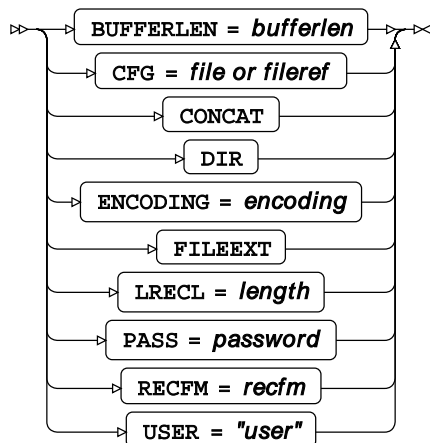 BUFFERLEN = bufferlen
CFG = file or fileref
CONCAT
DIR
ENCODING = encoding
FILEEXT
LRECL = length
PASS = password
RECFM = recfm
USER = "user"